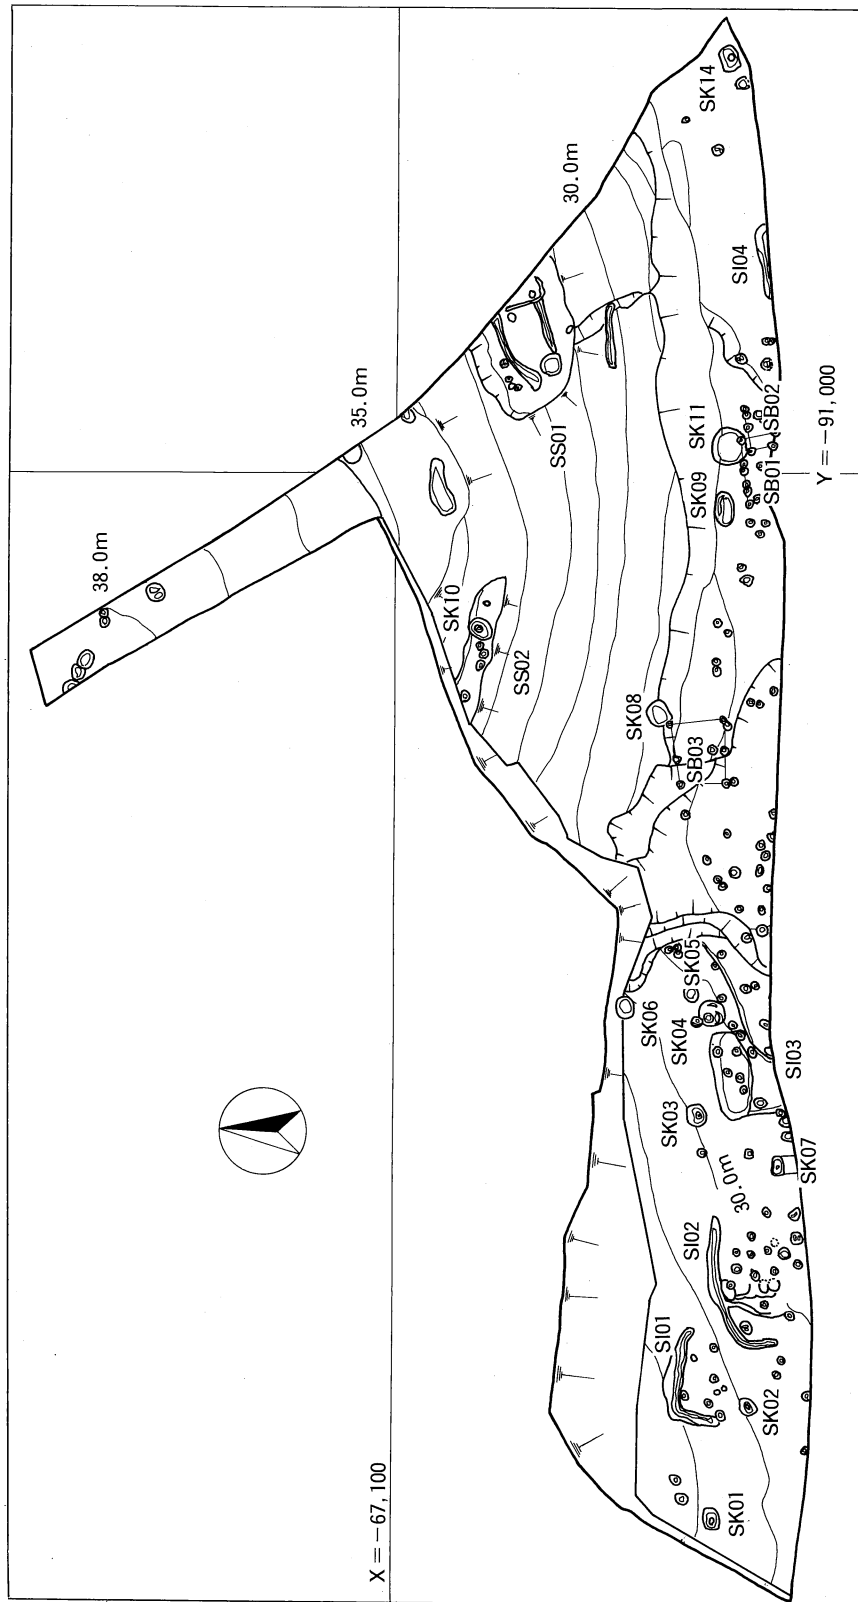 38.0m
35.0m
30.0m
SK14
SI04
SS01
SK11
SB02
SK09
SB01
Y = −91,000
SK10
SS02
SK08
SB03
SK05
SK06
SK04
SI03
SK03
SK07
30.0m
SI02
SI01
SK02
SK01
X = −67,100